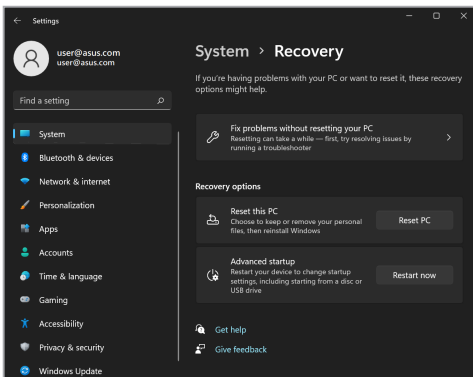 Settings
user@asus.com
user@asus.com
Find a setting
System
Bluetooth & devices
Network & internet
Personalization
Apps
Accounts
Time & language
Gaming
Accessibility
Privacy & security
Windows Update
System > Recovery
If you're having problems with your PC or want to reset it, these recovery
options might help.
Fix problems without resetting your PC
Resetting can take a while — first, try resolving issues by
running a troubleshooter
Recovery options
Reset this PC
Choose to keep or remove your personal
files, then reinstall Windows
Reset PC
Advanced startup
Restart your device to change startup
settings, including starting from a disc or
USB drive
Restart now
Get help
Give feedback